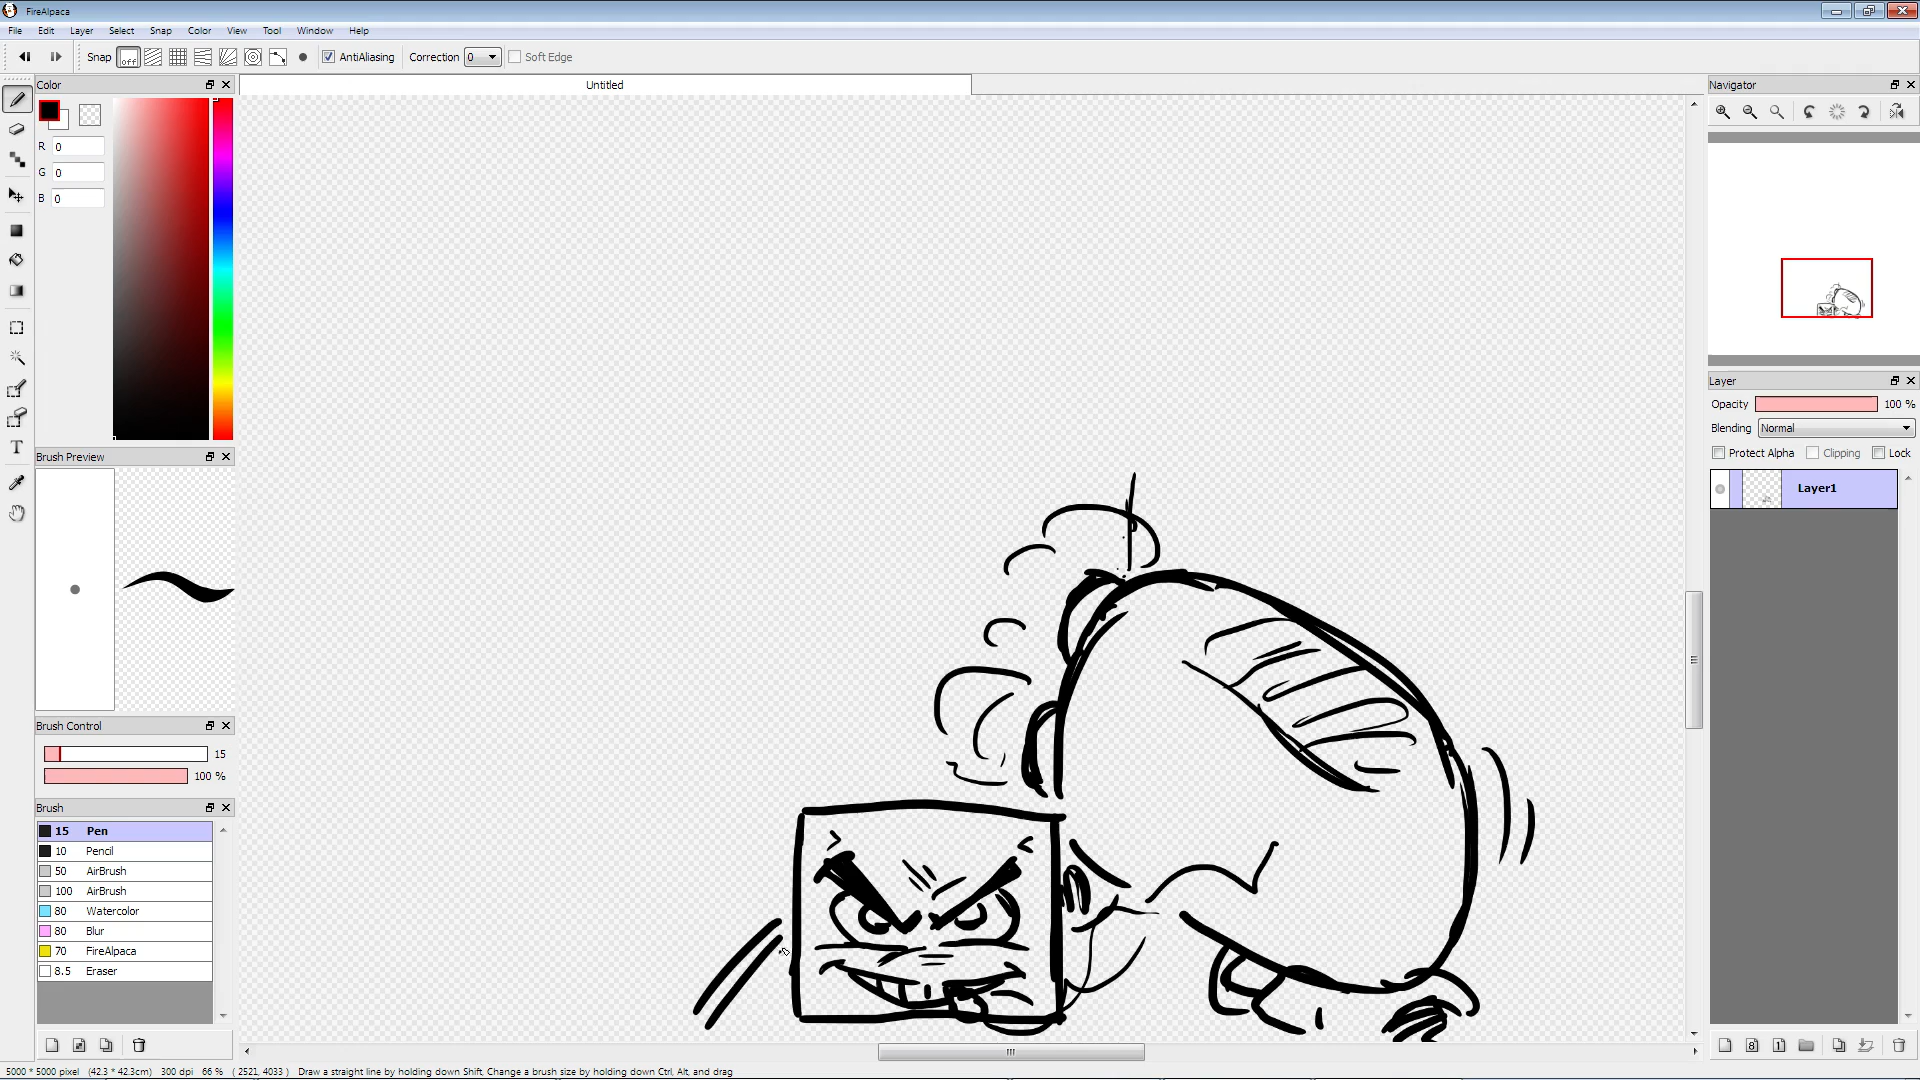 FireAlpaca
File Edit Layer Select Snap Color View Tool Window Help
Snap off AntiAliasing Correction 0 Soft Edge
Color
Untitled
Navigator
R 0
G 0
B 0
Layer
Opacity 100 %
Blending Normal
Protect Alpha Clipping Lock
Layer1
Brush Preview
Brush Control
15
100 %
Brush
15 Pen
10 Pencil
50 AirBrush
100 AirBrush
80 Watercolor
80 Blur
70 FireAlpaca
8.5 Eraser
T
8 1
5000 * 5000 pixel (42.3 * 42.3cm) 300 dpi 66 % ( 2521, 4033 ) Draw a straight line by holding down Shift, Change a brush size by holding down Ctrl, Alt, and drag